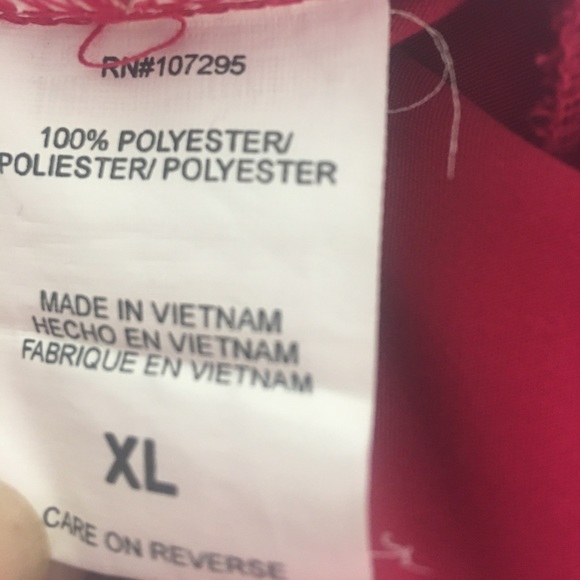 RN#107295
100% POLYESTER/
POLIESTER/ POLYESTER
MADE IN VIETNAM
HECHO EN VIETNAM
FABRIQUE EN VIETNAM
XL
CARE ON REVERSE